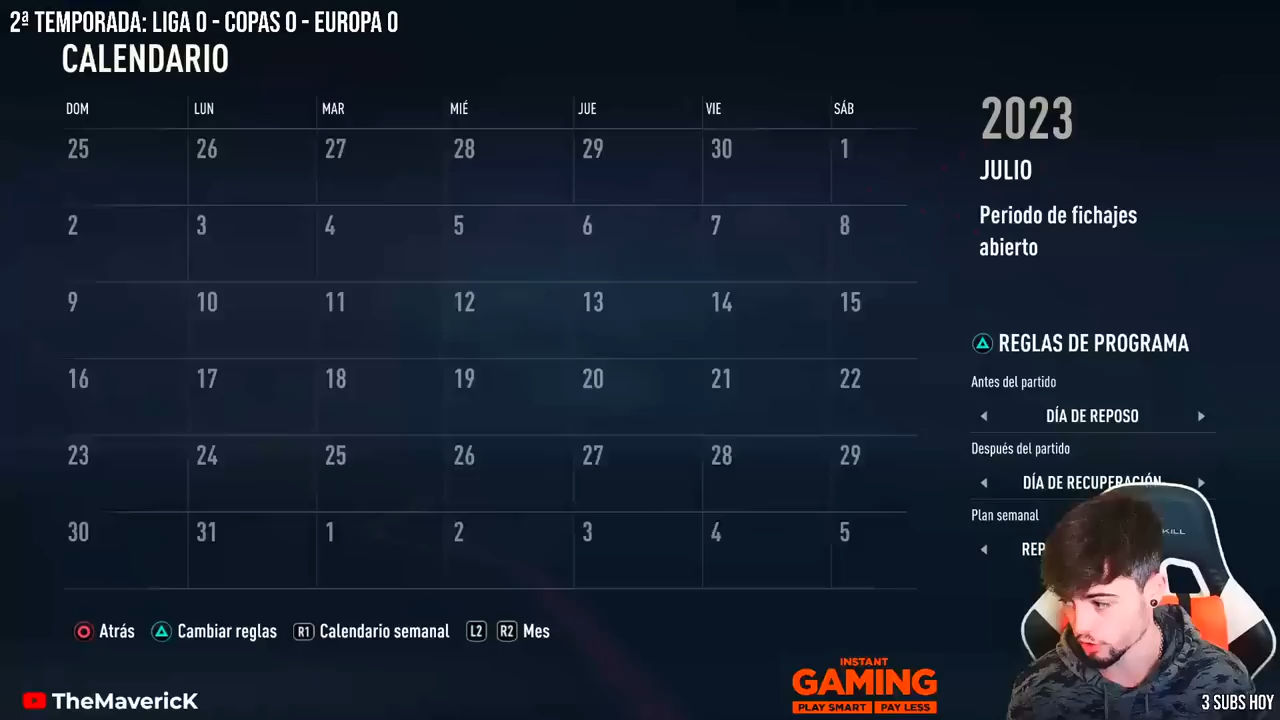 2ª TEMPORADA: LIGA 0 - COPAS 0 - EUROPA 0
CALENDARIO
DOM LUN MAR MIÉ JUE VIE SÁB
25 26 27 28 29 30 1
2 3 4 5 6 7 8
9 10 11 12 13 14 15
16 17 18 19 20 21 22
23 24 25 26 27 28 29
30 31 1 2 3 4 5
2023
JULIO
Periodo de fichajes
abierto
REGLAS DE PROGRAMA
Antes del partido
DÍA DE REPOSO
Después del partido
DÍA DE RECUPERACIÓN
Plan semanal
Atrás Cambiar reglas R1 Calendario semanal L2 R2 Mes
INSTANT
GAMING
PLAY SMART PAY LESS
TheMavericK
3 SUBS HOY